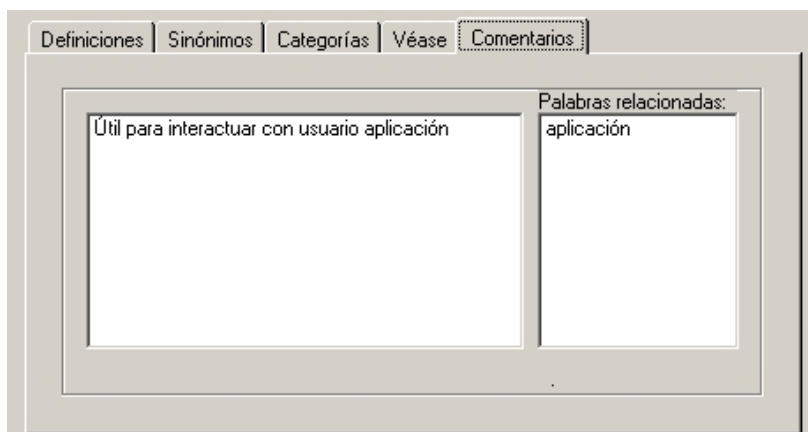 Definiciones Sinónimos Categorías Véase Comentarios
Palabras relacionadas:
Útil para interactuar con usuario aplicación
aplicación